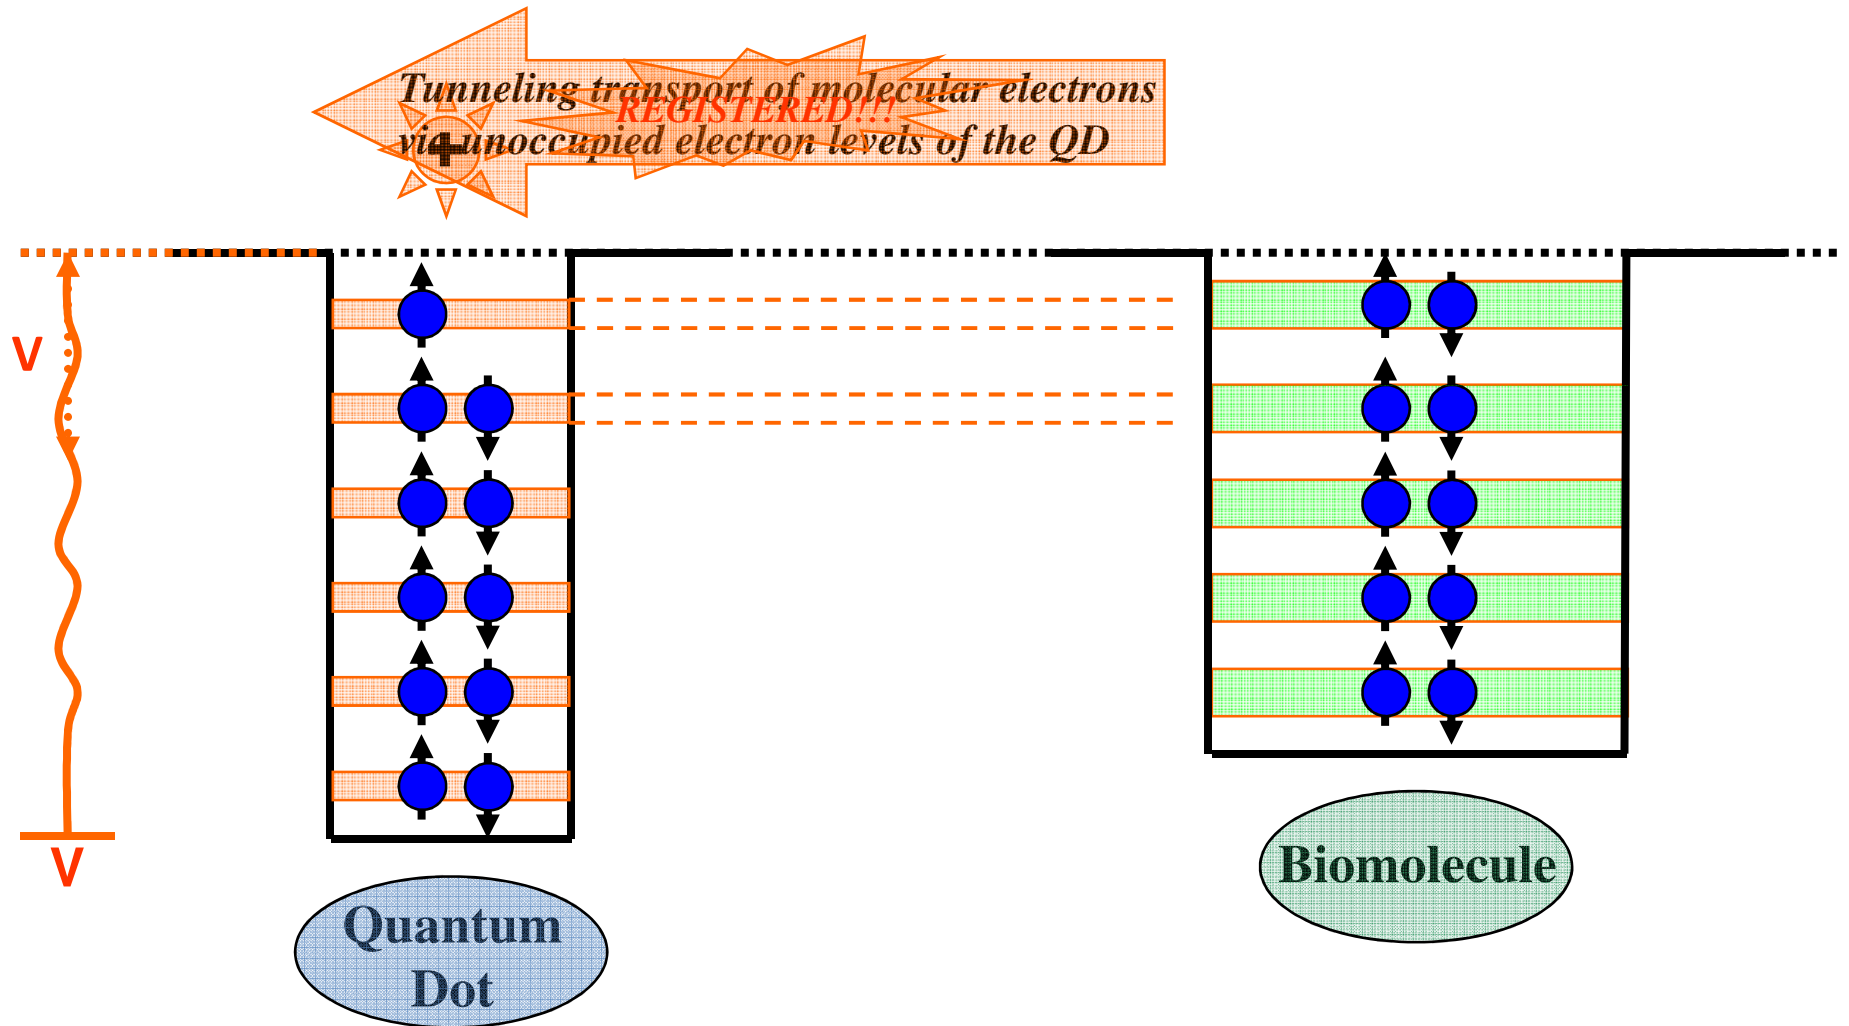 Tunneling transport of molecular electrons
REGISTERED!!!
via unoccupied electron levels of the QD
+
V
V
Biomolecule
Quantum
Dot